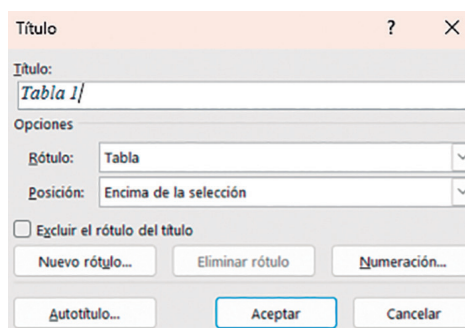 Título ? ×
Título:
Tabla 1
Opciones
Rótulo: Tabla
Posición: Encima de la selección
Excluir el rótulo del título
Nuevo rótulo... Eliminar rótulo Numeración...
Autotítulo... Aceptar Cancelar